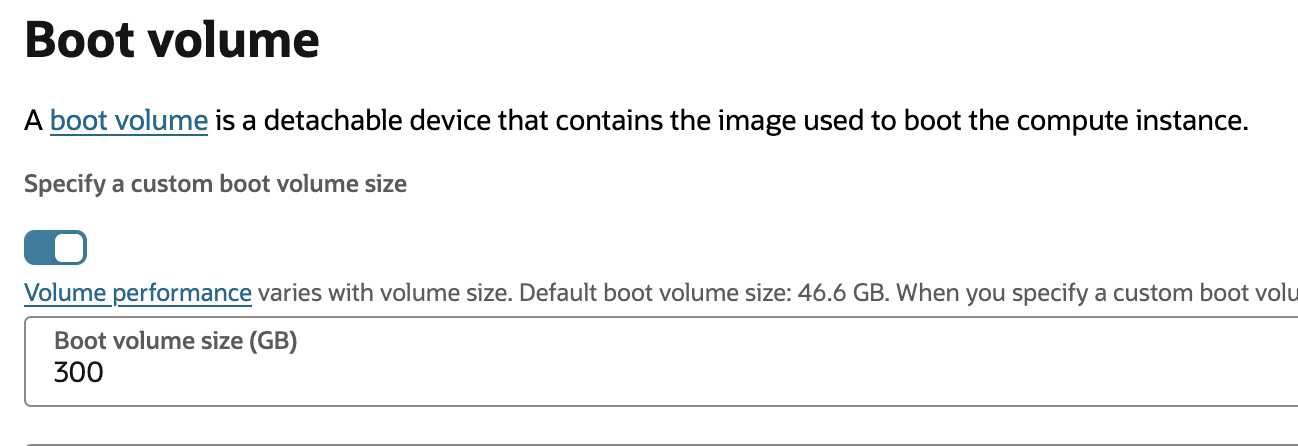 Boot volume
A boot volume is a detachable device that contains the image used to boot the compute instance.
Specify a custom boot volume size
Volume performance varies with volume size. Default boot volume size: 46.6 GB. When you specify a custom boot volu
Boot volume size (GB)
300